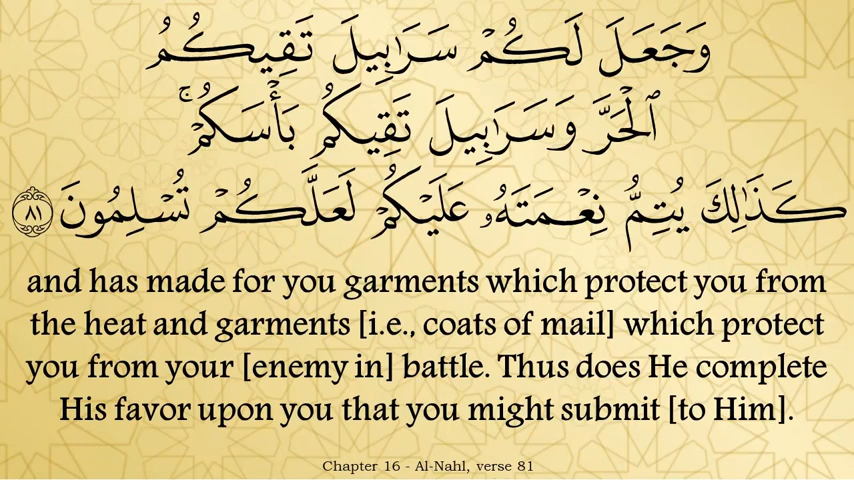 وَجَعَلَ لَكُمْ سَرَٰبِيلَ تَقِيكُمُ
ٱلْحَرَّ وَسَرَٰبِيلَ تَقِيكُم بَأْسَكُمْ ۚ
كَذَٰلِكَ يُتِمُّ نِعْمَتَهُۥ عَلَيْكُمْ لَعَلَّكُمْ تُسْلِمُونَ ٨١
and has made for you garments which protect you from
the heat and garments [i.e., coats of mail] which protect
you from your [enemy in] battle. Thus does He complete
His favor upon you that you might submit [to Him].
Chapter 16 - Al-Nahl, verse 81